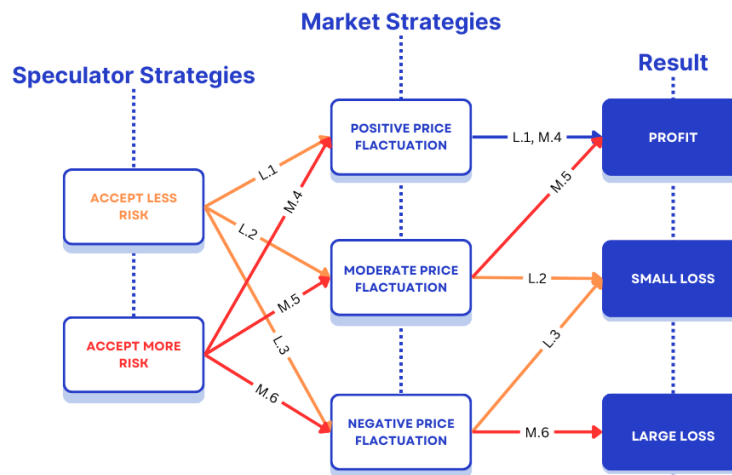 Market Strategies
Speculator Strategies
Result
POSITIVE PRICE
FLACTUATION
L.1, M.4
PROFIT
L.1
M.4
M.5
ACCEPT LESS
RISK
L.2
MODERATE PRICE
FLACTUATION
L.2
SMALL LOSS
M.5
ACCEPT MORE
RISK
L.3
L.3
M.6
NEGATIVE PRICE
FLACTUATION
M.6
LARGE LOSS